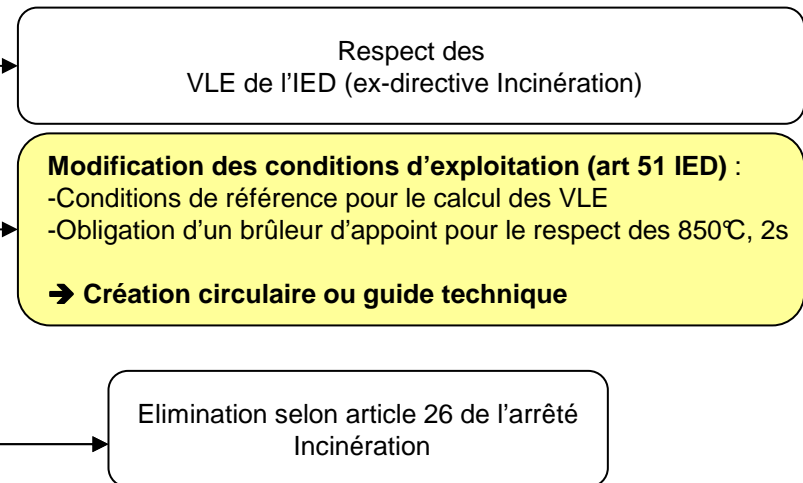 Respect des
VLE de l'IED (ex-directive Incinération)
Modification des conditions d'exploitation (art 51 IED) :
-Conditions de référence pour le calcul des VLE
-Obligation d'un brûleur d'appoint pour le respect des 850℃, 2s
➔ Création circulaire ou guide technique
Elimination selon article 26 de l'arrêté
Incinération